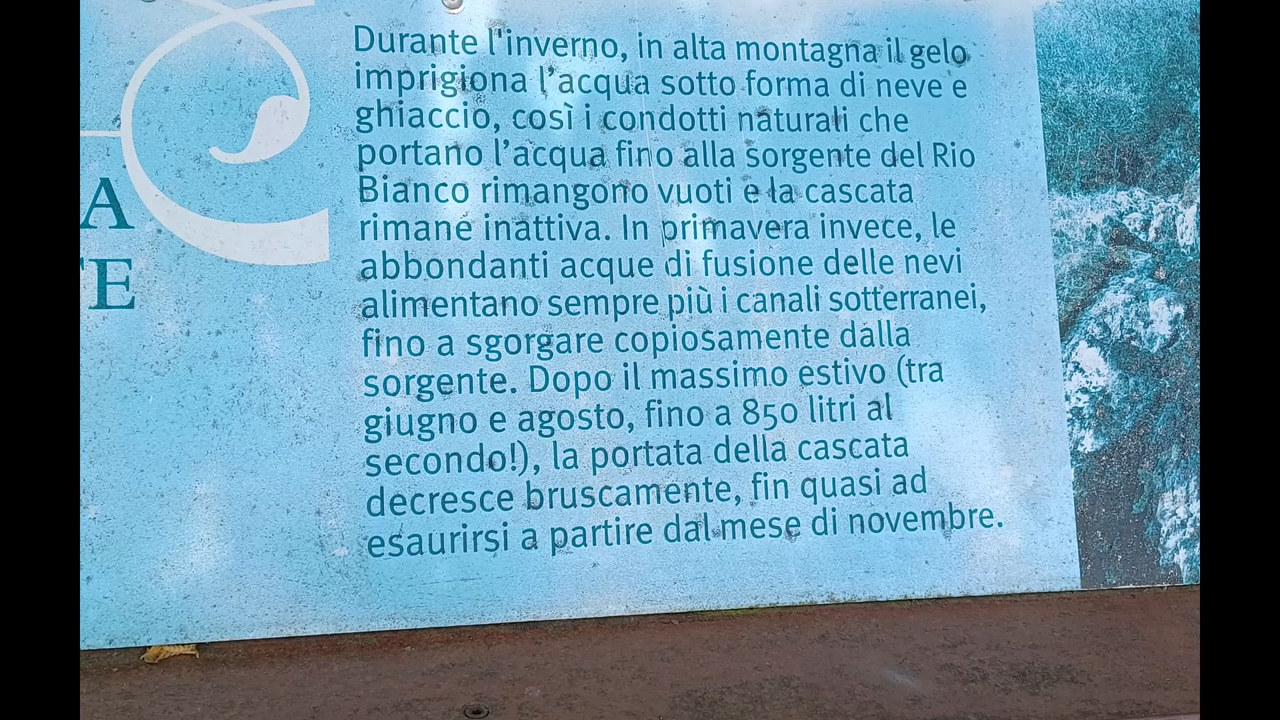 A
TE
Durante l'inverno, in alta montagna il gelo
imprigiona l'acqua sotto forma di neve e
ghiaccio, così i condotti naturali che
portano l'acqua fino alla sorgente del Rio
Bianco rimangono vuoti e la cascata
rimane inattiva. In primavera invece, le
abbondanti acque di fusione delle nevi
alimentano sempre più i canali sotterranei,
fino a sgorgare copiosamente dalla
sorgente. Dopo il massimo estivo (tra
giugno e agosto, fino a 850 litri al
secondo!), la portata della cascata
decresce bruscamente, fin quasi ad
esaurirsi a partire dal mese di novembre.